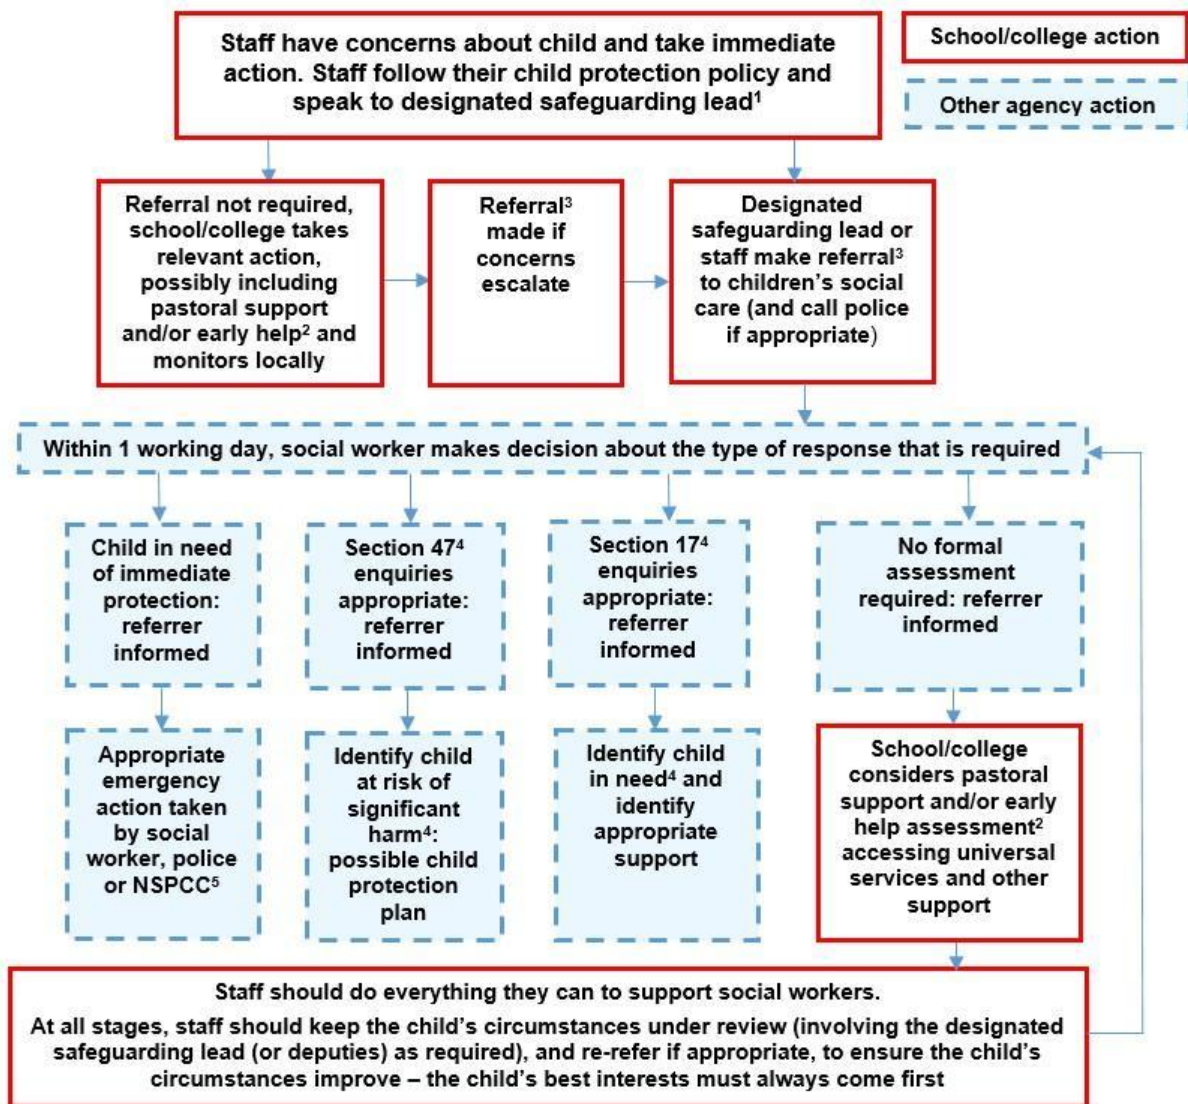 Staff have concerns about child and take immediate
action. Staff follow their child protection policy and
speak to designated safeguarding lead¹
School/college action
Other agency action
Referral not required,
school/college takes
relevant action,
possibly including
pastoral support
and/or early help² and
monitors locally
Referral³
made if
concerns
escalate
Designated
safeguarding lead or
staff make referral³
to children’s social
care (and call police
if appropriate)
Within 1 working day, social worker makes decision about the type of response that is required
Child in need
of immediate
protection:
referrer
informed
Section 47⁴
enquiries
appropriate:
referrer
informed
Section 17⁴
enquiries
appropriate:
referrer
informed
No formal
assessment
required: referrer
informed
Appropriate
emergency
action taken
by social
worker, police
or NSPCC⁵
Identify child
at risk of
significant
harm⁴:
possible child
protection
plan
Identify child
in need⁴ and
identify
appropriate
support
School/college
considers pastoral
support and/or early
help assessment²
accessing universal
services and other
support
Staff should do everything they can to support social workers.
At all stages, staff should keep the child’s circumstances under review (involving the designated
safeguarding lead (or deputies) as required), and re-refer if appropriate, to ensure the child’s
circumstances improve – the child’s best interests must always come first